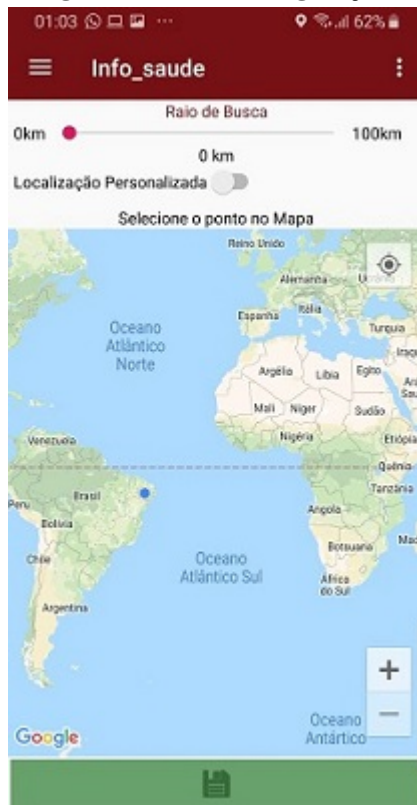 01:03 ... 62%
Info_saude
Raio de Busca
0km 100km
0 km
Localização Personalizada
Selecione o ponto no Mapa
Reino Unido
Alemanha
Espanha Itália
Turquia
Oceano
Atlântico
Norte
Iraq
Argélia Líbia Egito
Mali Níger Sudão
Nigéria Etiópia
Venezuela
Quênia
Tanzânia
Peru Brasil
Angola
Bolívia
Botsuana
Chile
Oceano
Atlântico Sul
África
do Sul
Argentina
+
−
Oceano
Antártico
Google